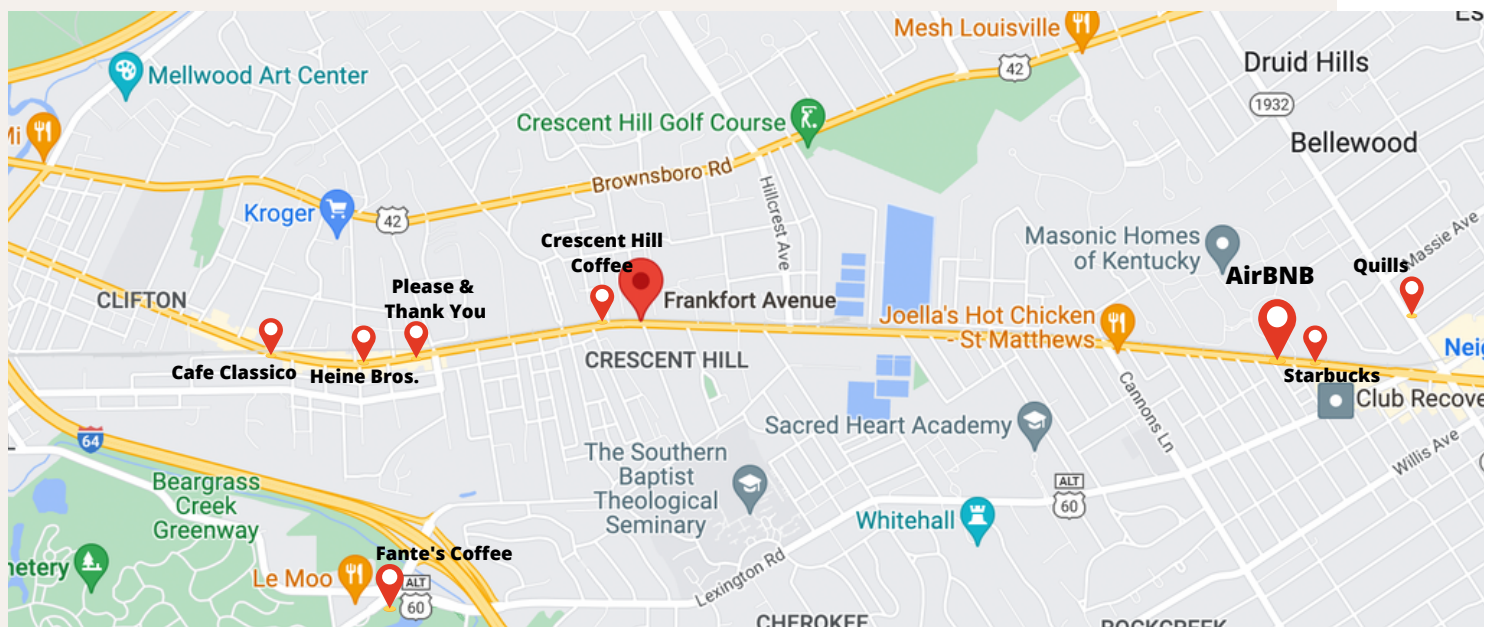 Mesh Louisville
42
Druid Hills
1932
Bellewood
Mellwood Art Center
Crescent Hill Golf Course
Brownsboro Rd
Hillcrest Ave
Kroger
42
Massie Ave
Masonic Homes
of Kentucky
Quills
AirBNB
Crescent Hill
Coffee
Please &
Thank You
CLIFTON
Frankfort Avenue
Joella's Hot Chicken
- St Matthews
Cafe Classico
Heine Bros.
CRESCENT HILL
Starbucks
Club Recove
Cannons Ln
Willis Ave
64
Sacred Heart Academy
The Southern
Baptist
Theological
Seminary
Beargrass
Creek
Greenway
ALT
60
Whitehall
Fante's Coffee
Le Moo
ALT
60
Lexington Rd
netery
CHEROKEE
ROCKCREEK